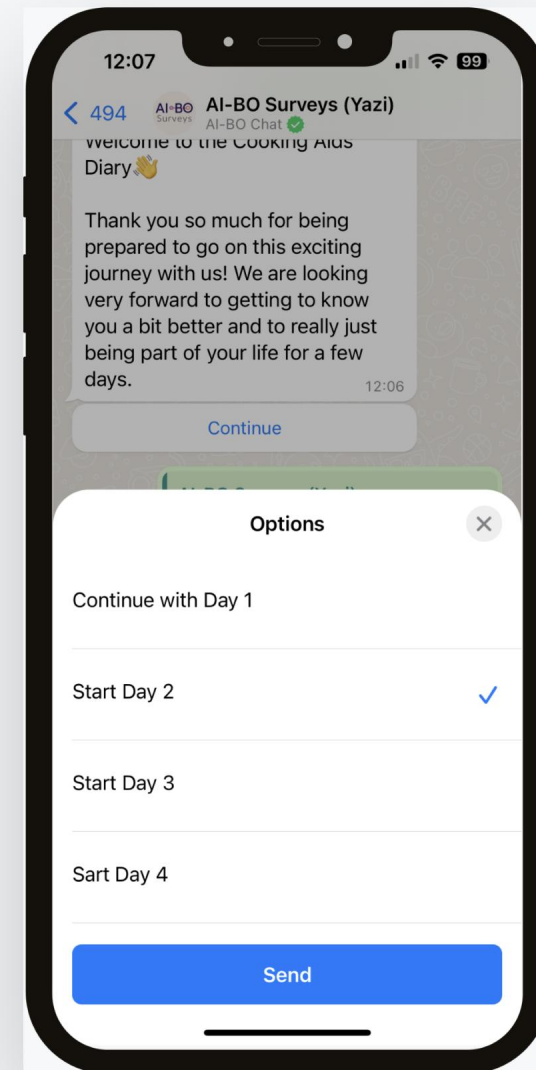 12:07
99
494
AI-BO
Surveys
AI-BO Surveys (Yazi)
AI-BO Chat
Welcome to the Cooking Aids
Diary👋
Thank you so much for being
prepared to go on this exciting
journey with us! We are looking
very forward to getting to know
you a bit better and to really just
being part of your life for a few
days.
12:06
Continue
Options
Continue with Day 1
Start Day 2
Start Day 3
Sart Day 4
Send